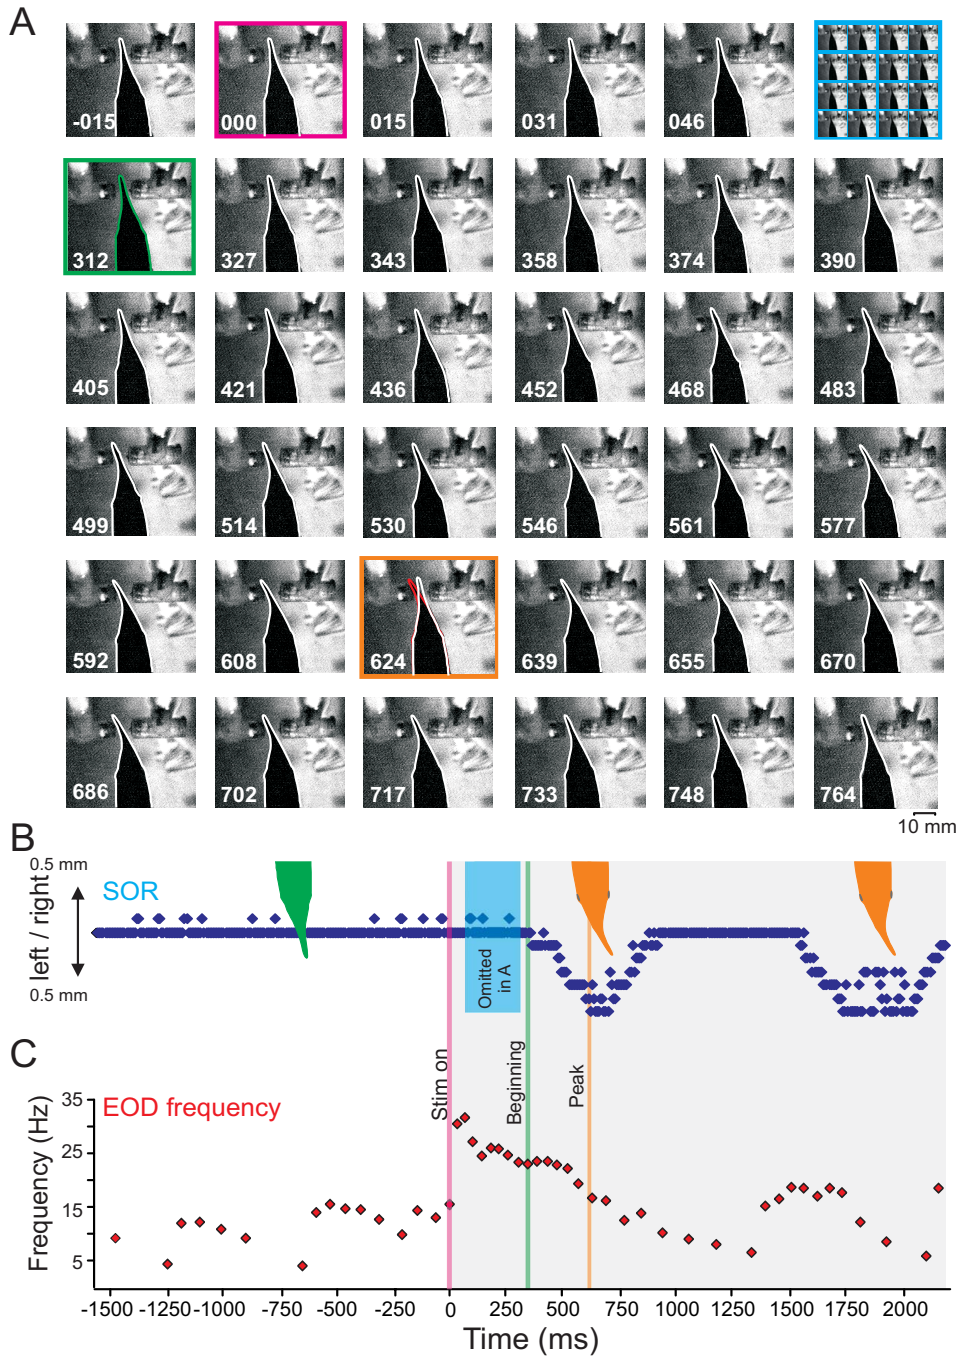 A
-015 000 015 031 046
312 327 343 358 374 390
405 421 436 452 468 483
499 514 530 546 561 577
592 608 624 639 655 670
686 702 717 733 748 764
10 mm
B
0.5 mm
SOR
left / right
0.5 mm
Omitted
in A
C
Stim on
Beginning
Peak
EOD frequency
Frequency (Hz)
35
25
15
5
-1500 -1250 -1000 -750 -500 -250 0 250 500 750 1000 1250 1500 1750 2000
Time (ms)